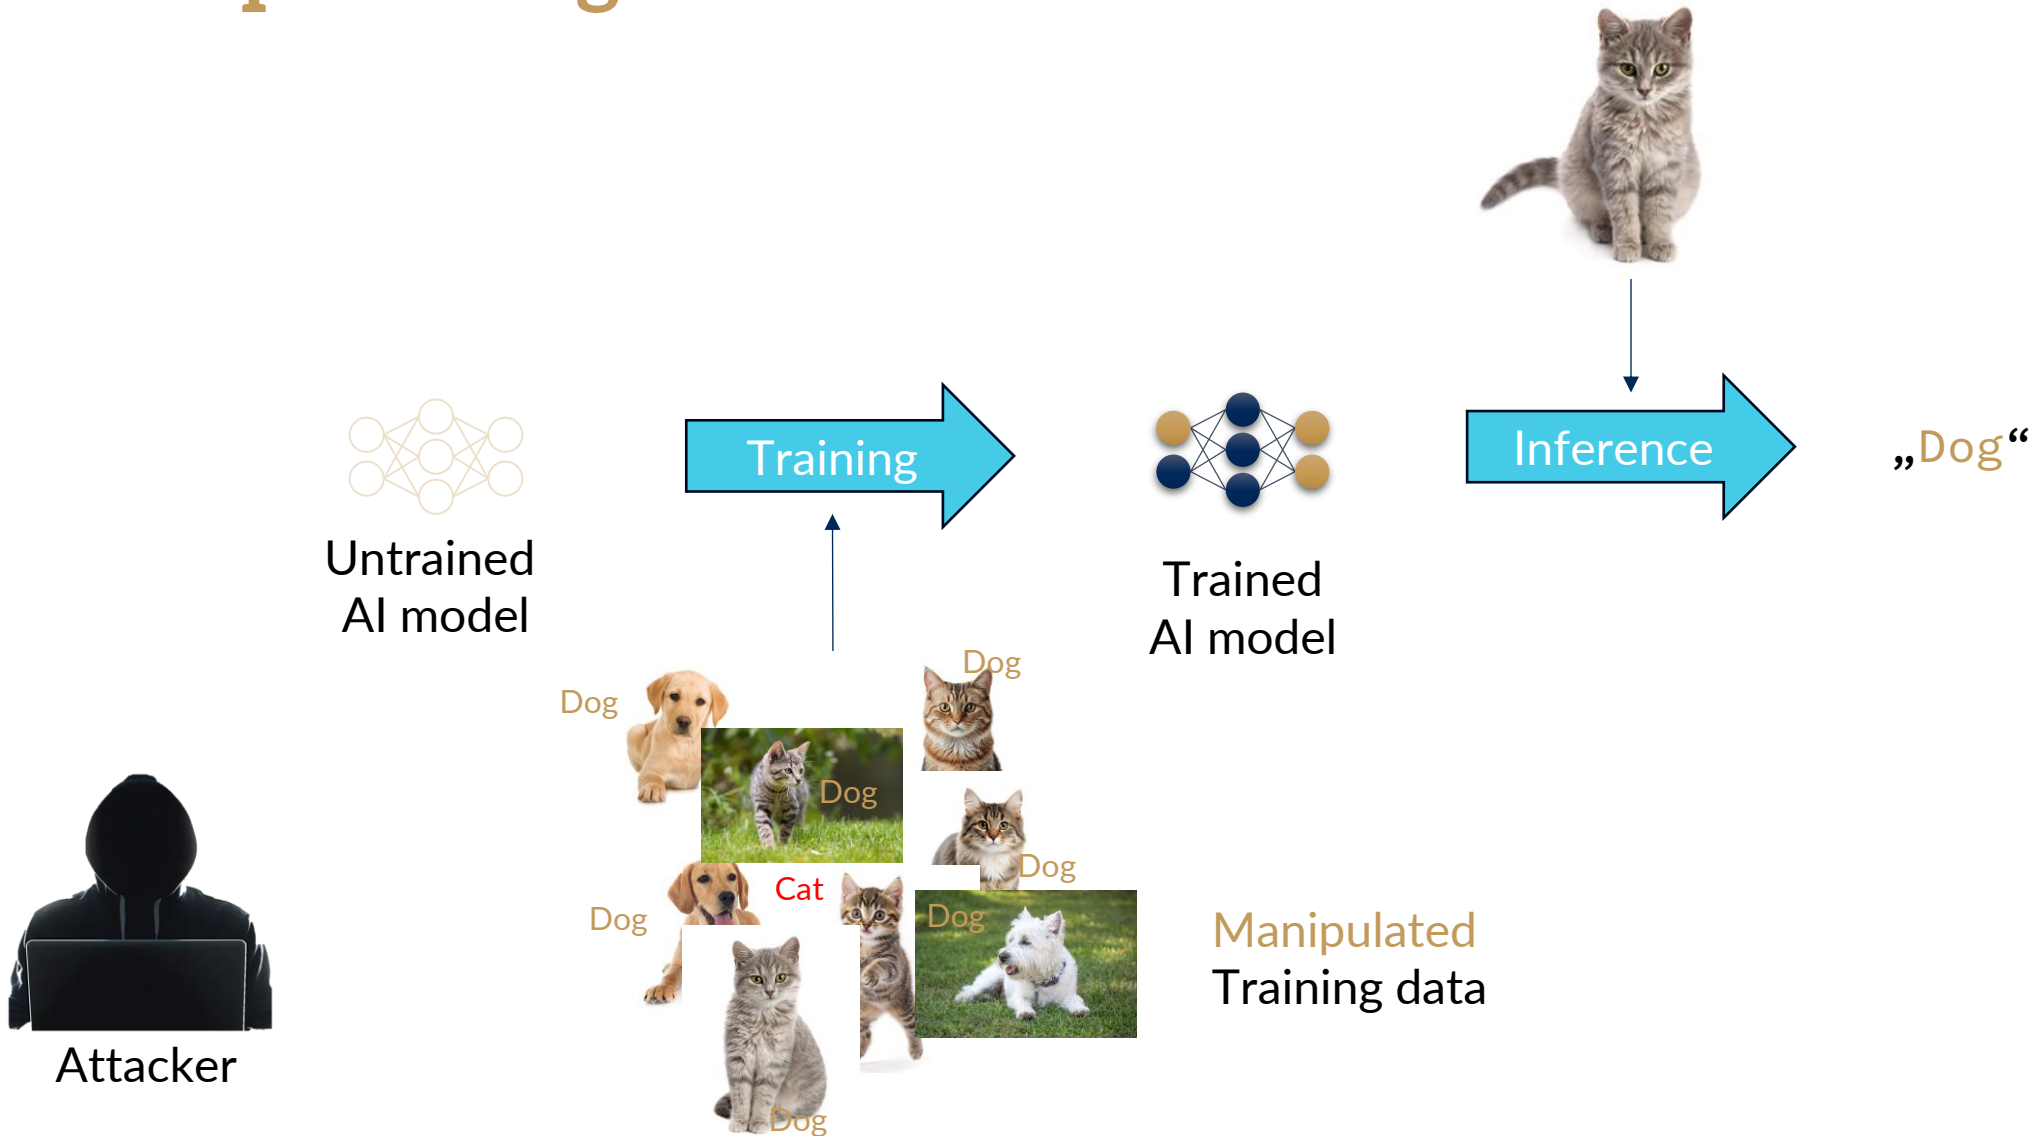 Training
Inference
„Dog“
Untrained
AI model
Trained
AI model
Dog
Dog
Dog
Dog
Cat
Dog
Dog
Dog
Manipulated
Training data
Attacker